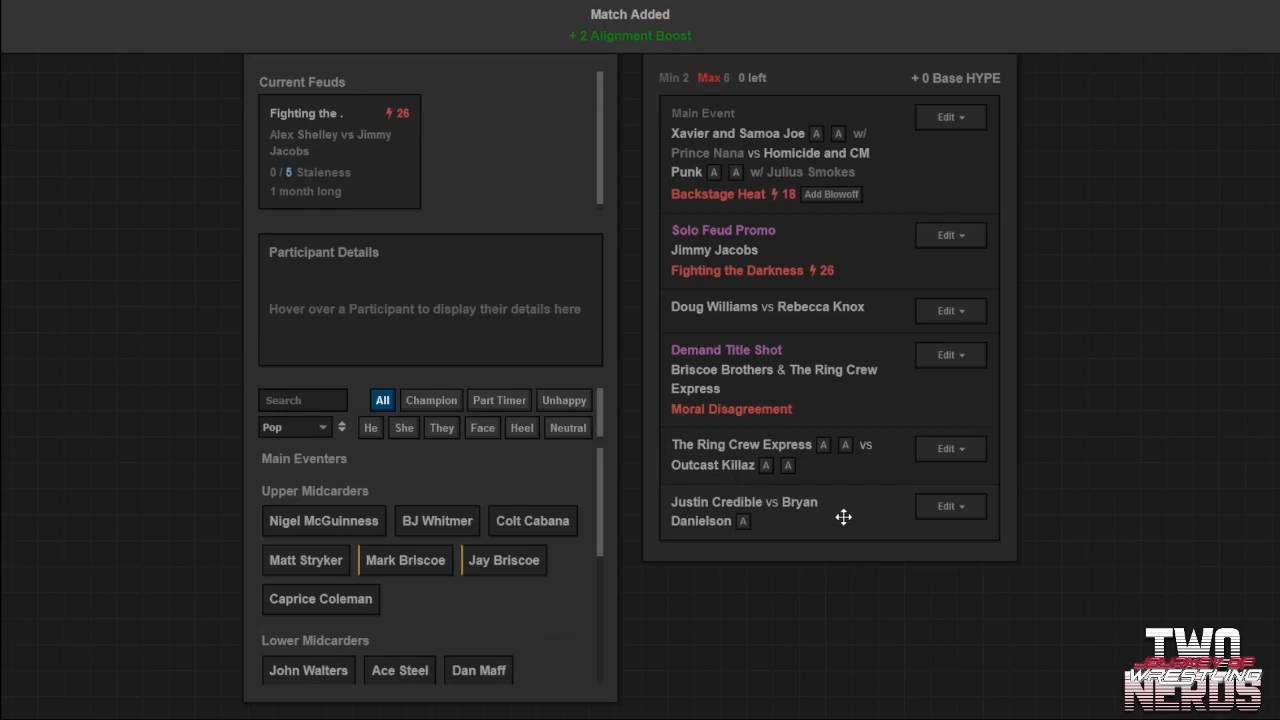 Match Added
+ 2 Alignment Boost
Current Feuds
Fighting the . 26
Alex Shelley vs Jimmy
Jacobs
0 / 5 Staleness
1 month long
Participant Details
Hover over a Participant to display their details here
Search All Champion Part Timer Unhappy
Pop He She They Face Heel Neutral
Main Eventers
Upper Midcarders
Nigel McGuinness BJ Whitmer Colt Cabana
Matt Stryker Mark Briscoe Jay Briscoe
Caprice Coleman
Lower Midcarders
John Walters Ace Steel Dan Maff
Min 2 Max 6 0 left + 0 Base HYPE
Main Event Edit
Xavier and Samoa Joe A A w/
Prince Nana vs Homicide and CM
Punk A A w/ Julius Smokes
Backstage Heat 18 Add Blowoff
Solo Feud Promo Edit
Jimmy Jacobs
Fighting the Darkness 26
Doug Williams vs Rebecca Knox Edit
Demand Title Shot Edit
Briscoe Brothers & The Ring Crew
Express
Moral Disagreement
The Ring Crew Express A A vs Edit
Outcast Killaz A A
Justin Credible vs Bryan Edit
Danielson A
TWO
JOURNEY OF
WRESTLING
NERDS